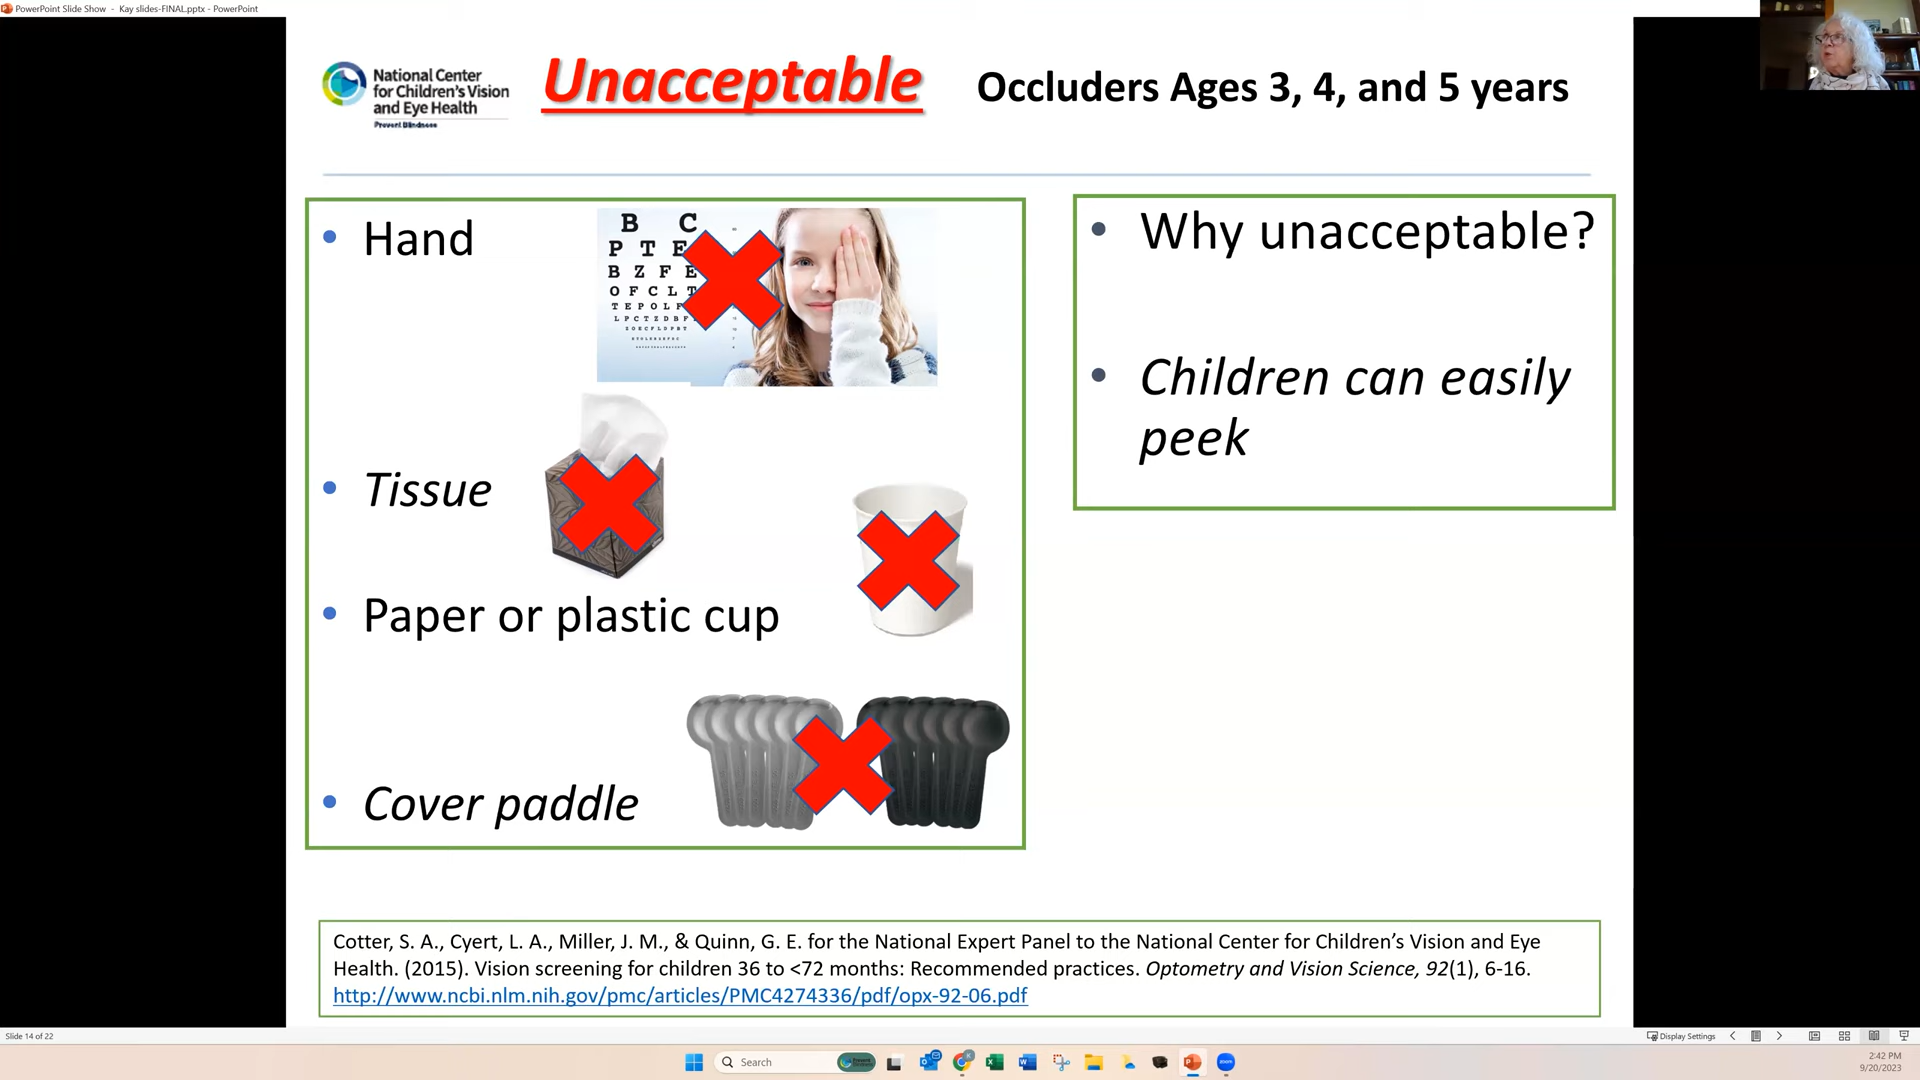 PowerPoint Slide Show - Kay slides-FINAL.pptx - PowerPoint
National Center
for Children's Vision
and Eye Health
Prevent Blindness
Unacceptable
Occluders Ages 3, 4, and 5 years
• Hand
B C
P T E
B Z F E
O F C L T
T E P O L F
L P C T Z D B F
• Tissue
• Paper or plastic cup
• Cover paddle
• Why unacceptable?
• Children can easily
peek
Cotter, S. A., Cyert, L. A., Miller, J. M., & Quinn, G. E. for the National Expert Panel to the National Center for Children's Vision and Eye
Health. (2015). Vision screening for children 36 to <72 months: Recommended practices. Optometry and Vision Science, 92(1), 6-16.
http://www.ncbi.nlm.nih.gov/pmc/articles/PMC4274336/pdf/opx-92-06.pdf
Slide 14 of 22
Display Settings
Search
2:42 PM
9/20/2023